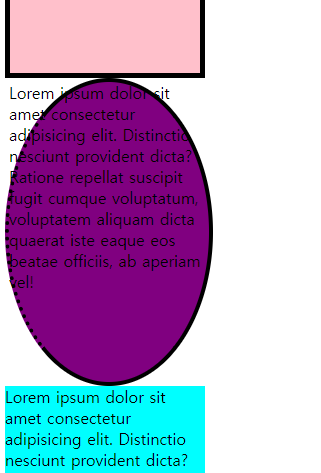 Lorem ipsum dolor sit
amet consectetur
adipisicing elit. Distinctio
nesciunt provident dicta?
Ratione repellat suscipit
fugit cumque voluptatum,
voluptatem aliquam dicta
quaerat iste eaque eos
beatae officiis, ab aperiam
vel!
Lorem ipsum dolor sit
amet consectetur
adipisicing elit. Distinctio
nesciunt provident dicta?